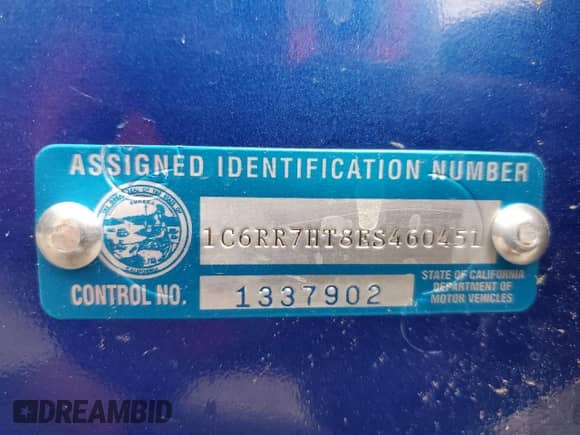 ASSIGNED IDENTIFICATION NUMBER
1C6RR7HT8ES460451
CONTROL NO. 1337902
STATE OF CALIFORNIA
DEPARTMENT OF
MOTOR VEHICLES
DREAMBID